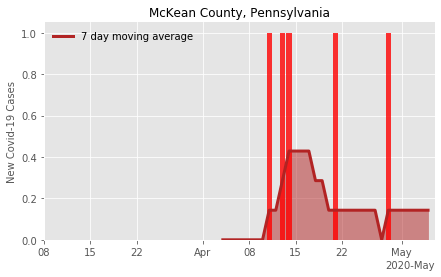 McKean County, Pennsylvania
7 day moving average
New Covid-19 Cases
1.0
0.8
0.6
0.4
0.2
0.0
08 15 22 Apr 08 15 22 May
2020-May